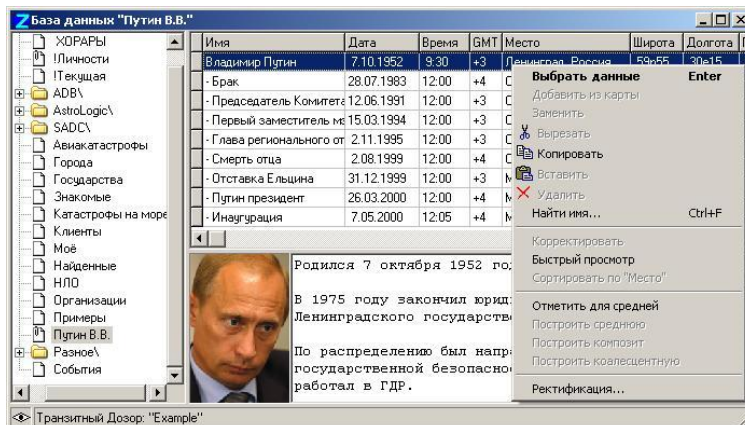 База данных "Путин В.В."
ХОРАРЫ
!Личности
!Текущая
ADB\
AstroLogic\
SADC\
Авиакатастрофы
Города
Государства
Знакомые
Катастрофы на море
Клиенты
Моё
Найденные
НЛО
Организации
Примеры
Путин В.В.
Разное\
События
Имя Дата Время GMT Место Широта Долгота
Владимир Путин 7.10.1952 9:30 +3 Ленинград, Россия 59n55 30e15
- Брак 28.07.1983 12:00 +4 С
- Председатель Комитета 12.06.1991 12:00 +3 С
- Первый заместитель мэ 15.03.1994 12:00 +3 С
- Глава регионального от 2.11.1995 12:00 +3 С
- Смерть отца 2.08.1999 12:00 +4 С
- Отставка Ельцина 31.12.1999 12:00 +3 М
- Путин президент 26.03.2000 12:00 +4 М
- Инаугурация 7.05.2000 12:05 +4 М
Выбрать данные Enter
Добавить из карты
Заменить
Вырезать
Копировать
Вставить
Удалить
Найти имя... Ctrl+F
Корректировать
Быстрый просмотр
Сортировать по "Место"
Отметить для средней
Построить среднюю
Построить композит
Построить коалесцентную
Ректификация...
Родился 7 октября 1952 го
В 1975 году закончил юрид
Ленинградского государств
По распределению был напр
государственной безопасно
работал в ГДР.
Транзитный Дозор: "Example"